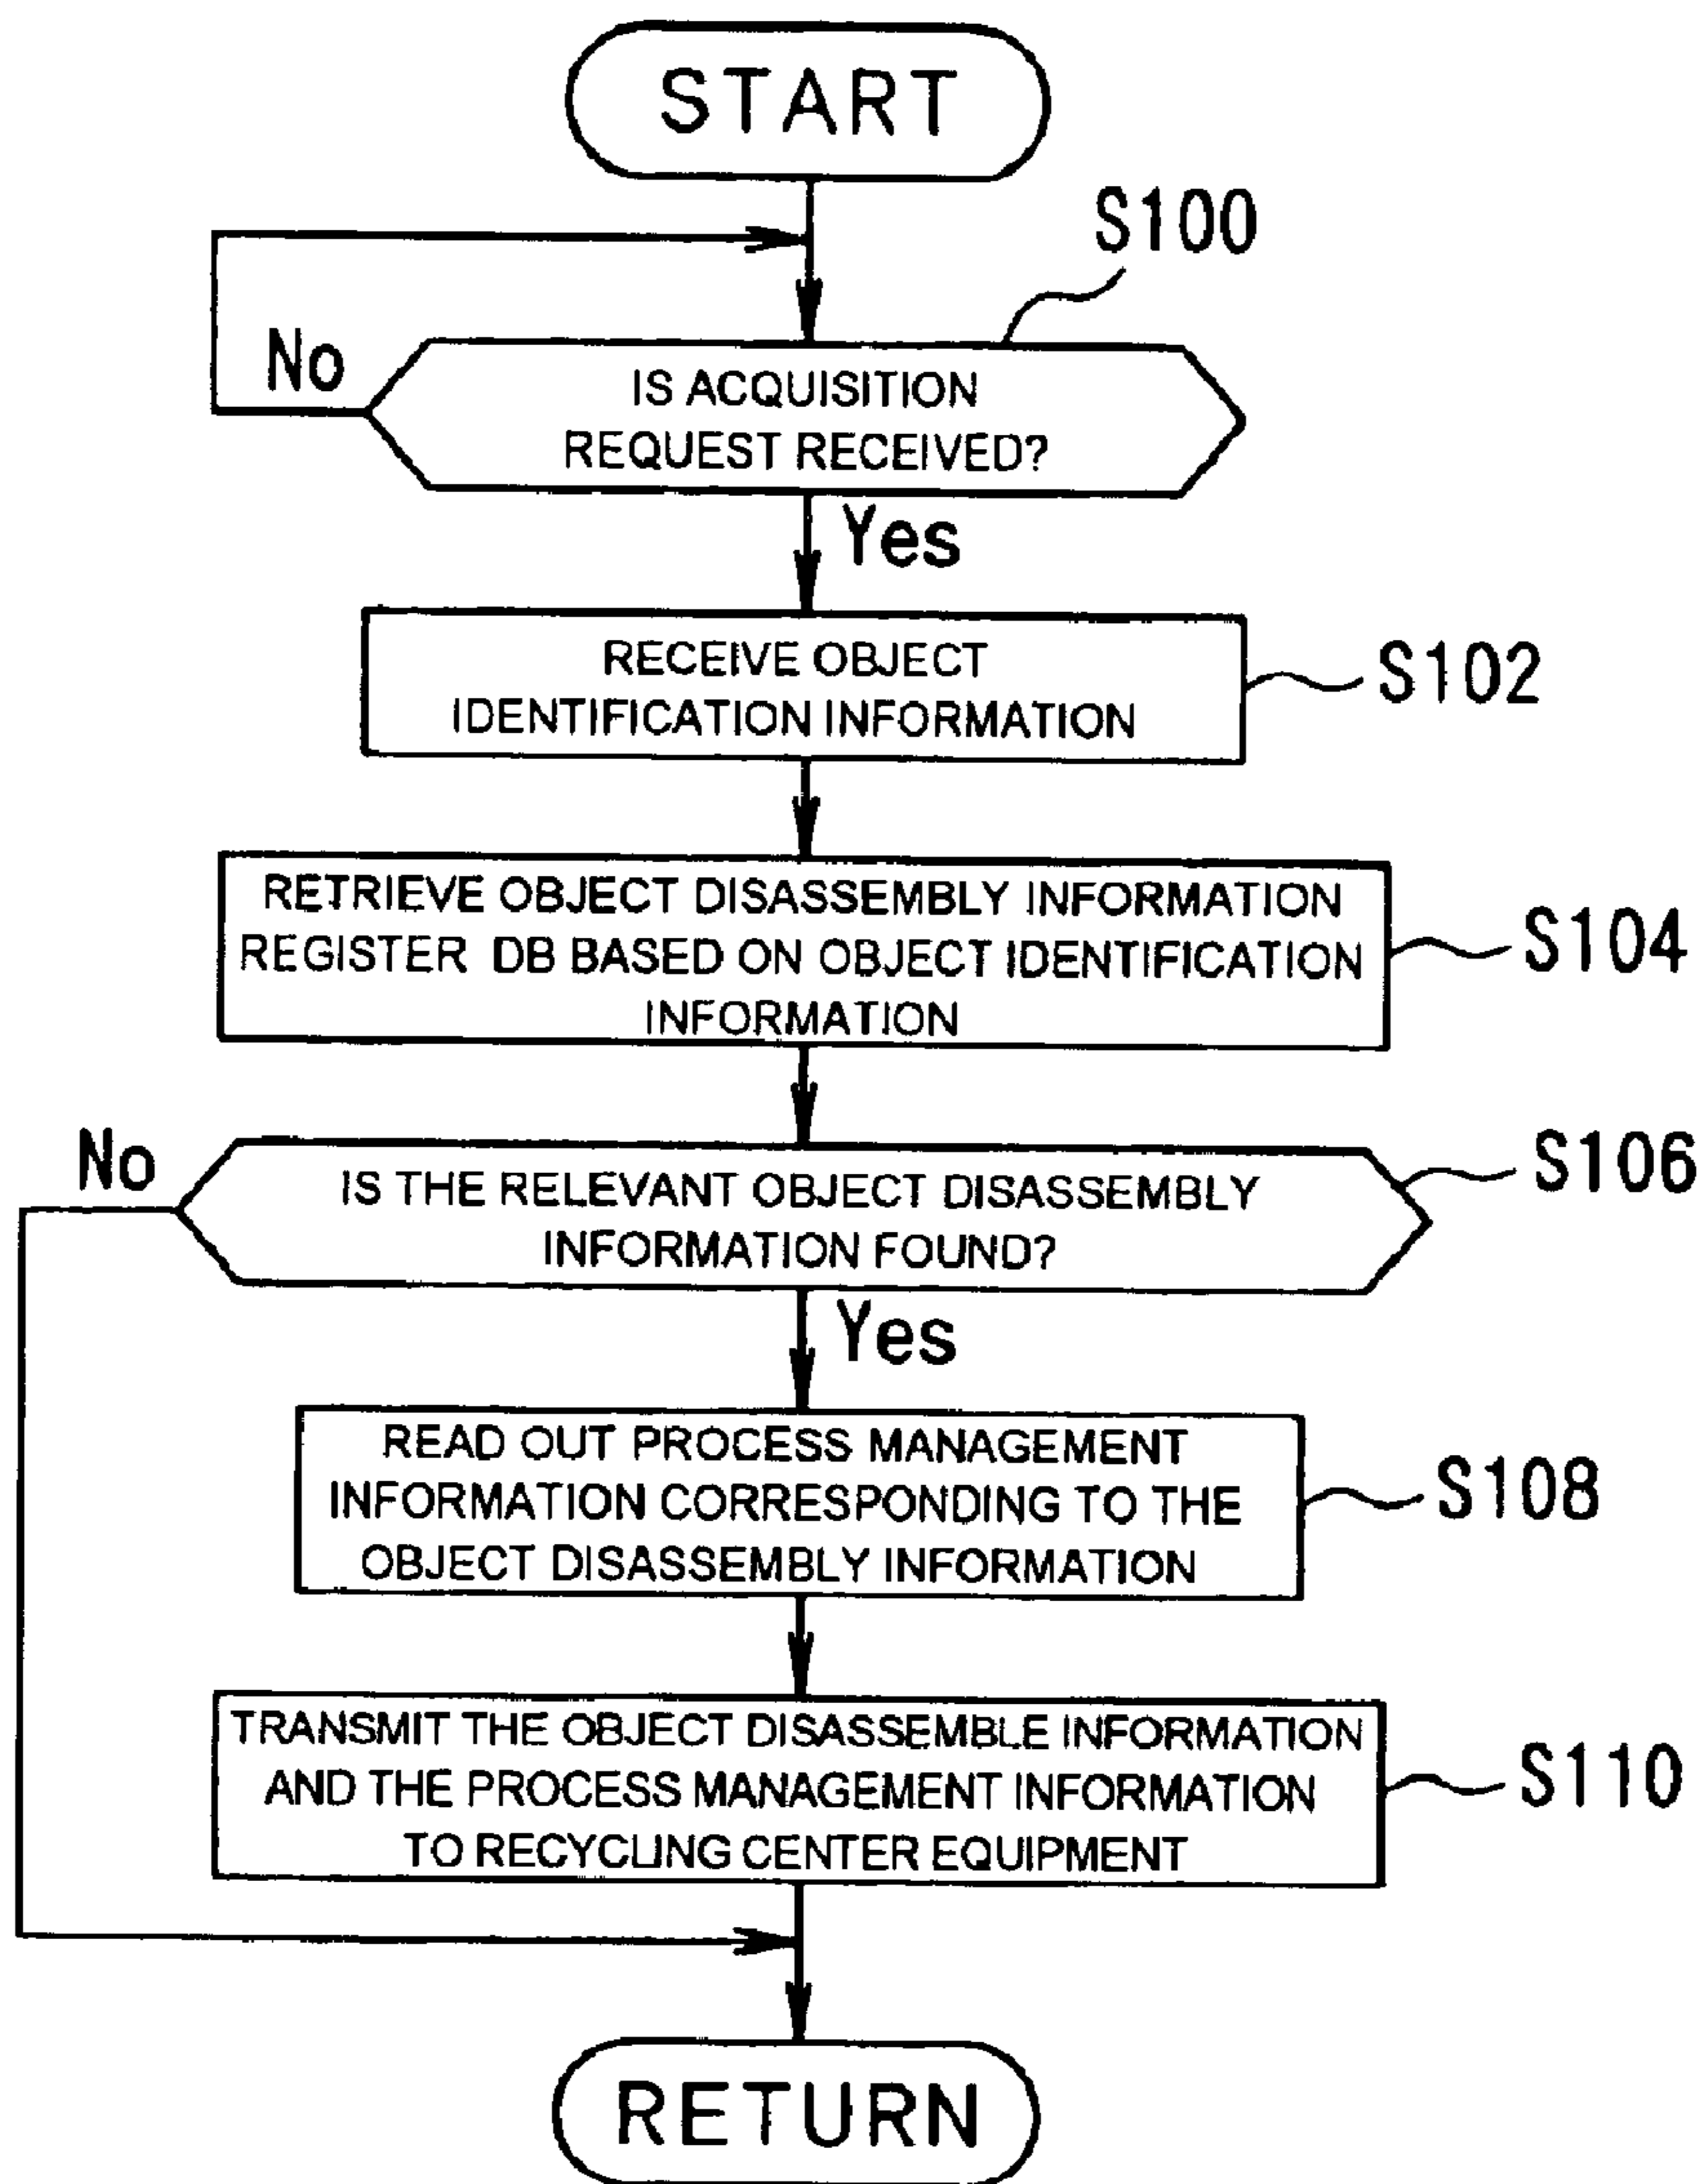 START
S100
No
IS ACQUISITION
REQUEST RECEIVED?
Yes
RECEIVE OBJECT
IDENTIFICATION INFORMATION
S102
RETRIEVE OBJECT DISASSEMBLY INFORMATION
REGISTER DB BASED ON OBJECT IDENTIFICATION
INFORMATION
S104
No
IS THE RELEVANT OBJECT DISASSEMBLY
INFORMATION FOUND?
S106
Yes
READ OUT PROCESS MANAGEMENT
INFORMATION CORRESPONDING TO THE
OBJECT DISASSEMBLY INFORMATION
S108
TRANSMIT THE OBJECT DISASSEMBLE INFORMATION
AND THE PROCESS MANAGEMENT INFORMATION
TO RECYCLING CENTER EQUIPMENT
S110
RETURN